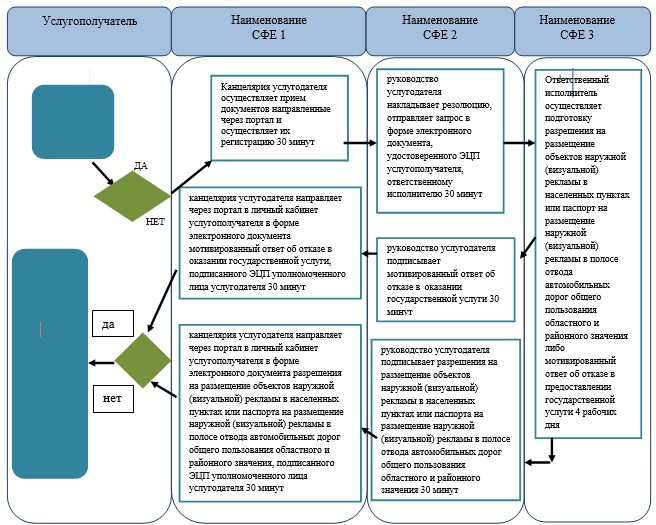 Услугополучатель
Наименование
СФЕ 1
Наименование
СФЕ 2
Наименование
СФЕ 3
ДА
НЕТ
да
нет
Канцелярия услугодателя
осуществляет прием
документов направленные
через портал и
осуществляет их
регистрацию 30 минут
канцелярия услугодателя направляет
через портал в личный кабинет
услугополучателя в форме
электронного документа
мотивированный ответ об отказе в
оказании государственной услуги,
подписанного ЭЦП уполномоченного
лица услугодателя 30 минут
канцелярия услугодателя направляет
через портал в личный кабинет
услугополучателя в форме
электронного документа разрешения
на размещение объектов наружной
(визуальной) рекламы в населенных
пунктах или паспорта на размещение
наружной (визуальной) рекламы в
полосе отвода автомобильных дорог
общего пользования областного и
районного значения, подписанного
ЭЦП уполномоченного лица
услугодателя 30 минут
руководство
услугодателя
накладывает резолюцию,
отправляет запрос в
форме электронного
документа,
удостоверенного ЭЦП
услугополучателя,
ответственному
исполнителю 30 минут
руководство услугодателя
подписывает
мотивированный ответ об
отказе в оказании
государственной услуги 30
минут
руководство услугодателя
подписывает разрешения на
размещение объектов
наружной (визуальной)
рекламы в населенных
пунктах или паспорта на
размещение наружной
(визуальной) рекламы в полосе
отвода автомобильных дорог
общего пользования
областного и районного
значения 30 минут
Ответственный
исполнитель
осуществляет
подготовку
разрешения на
размещение
объектов наружной
(визуальной)
рекламы в
населенных пунктах
или паспорт на
размещение
наружной
(визуальной)
рекламы в полосе
отвода
автомобильных
дорог общего
пользования
областного и
районного значения
либо
мотивированный
ответ об отказе в
предоставлении
государственной
услуги 4 рабочих
дня